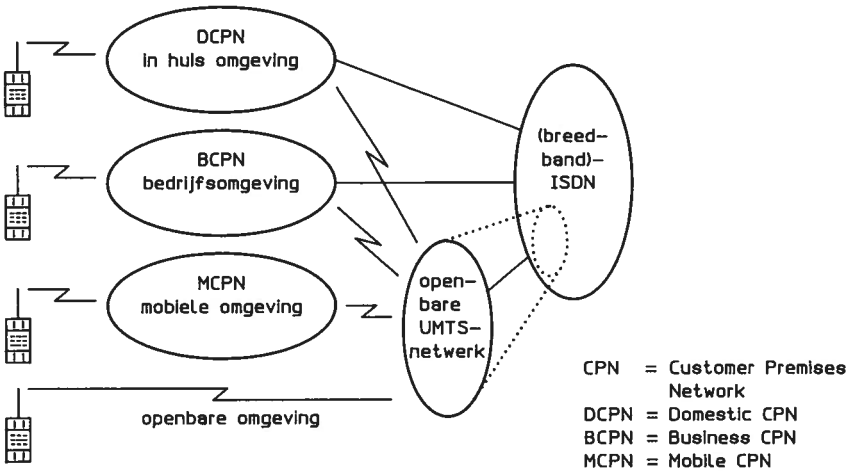 DCPN
in huis omgeving
BCPN
bedrijfsomgeving
MCPN
mobiele omgeving
openbare omgeving
(breed-
band)-
ISDN
open-
bare
UMTS-
netwerk
CPN = Customer Premises
Network
DCPN = Domestic CPN
BCPN = Business CPN
MCPN = Mobile CPN